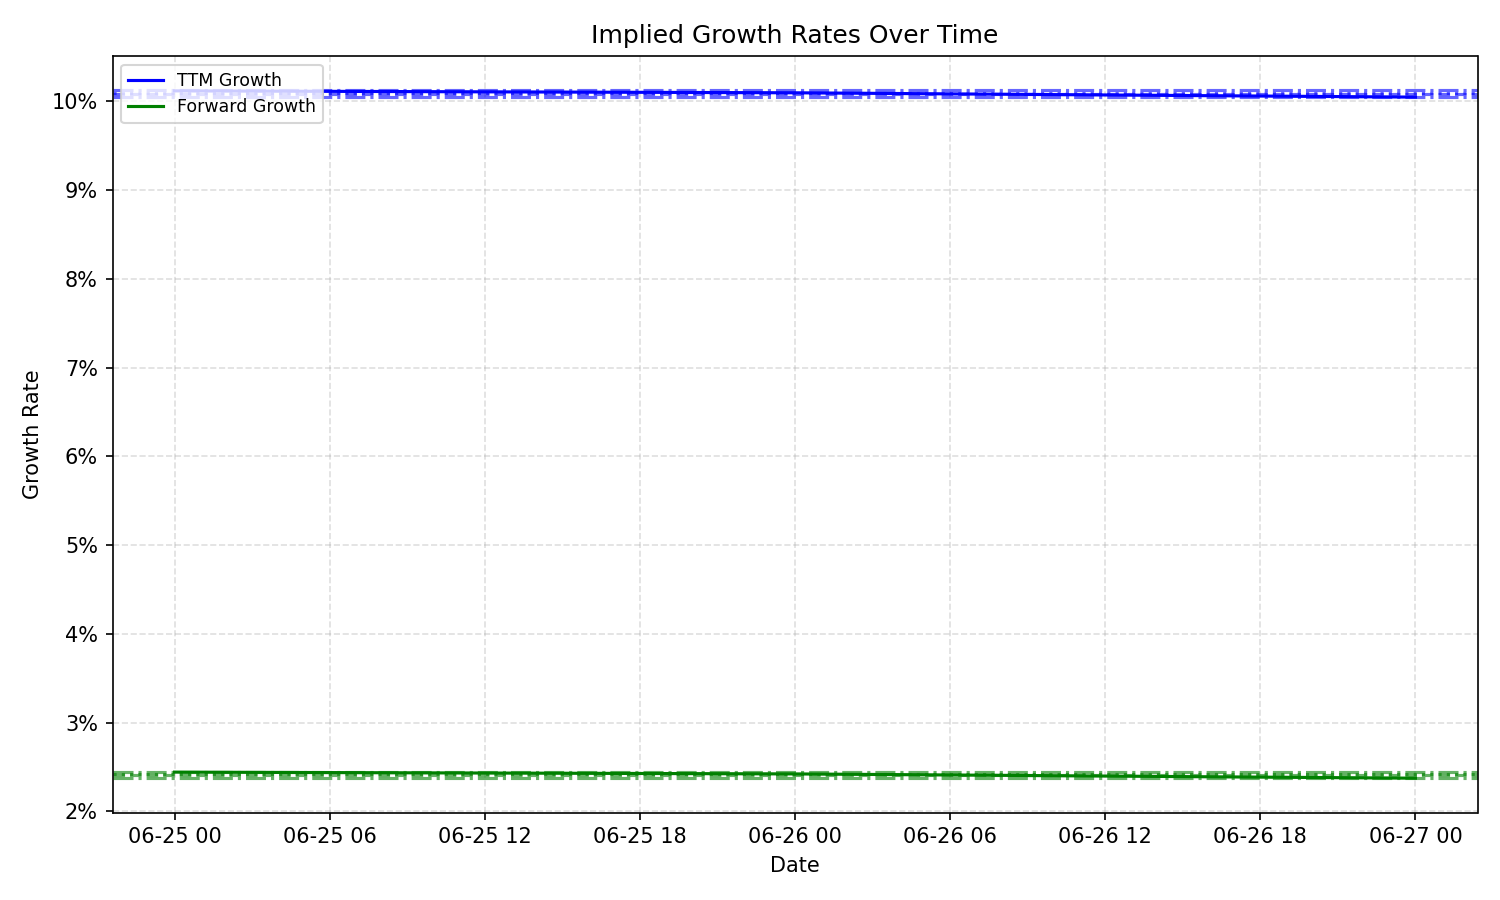 Implied Growth Rates Over Time
TTM Growth
Forward Growth
10%
9%
8%
7%
6%
5%
4%
3%
2%
Growth Rate
06-25 00 06-25 06 06-25 12 06-25 18 06-26 00 06-26 06 06-26 12 06-26 18 06-27 00
Date